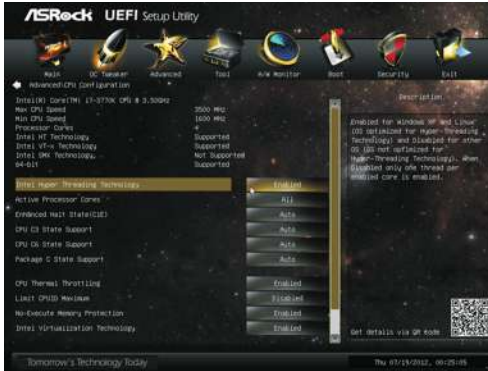 ASRock UEFI Setup Utility
Main OC Tweaker Advanced Tool H/W Monitor Boot Security Exit
Advanced\CPU Configuration
Description
Intel(R) Core(TM) i7-3770K CPU @ 3.50GHz
Max CPU Speed 3500 MHz
Min CPU Speed 1600 MHz
Processor Cores 4
Intel HT Technology Supported
Intel VT-x Technology Supported
Intel SMX Technology Not Supported
64-bit Supported
Enabled for Windows XP and Linux
(OS optimized for Hyper-Threading
Technology) and Disabled for other
OS (OS not optimized for
Hyper-Threading Technology). When
Disabled only one thread per
enabled core is enabled.
Intel Hyper Threading Technology Enabled
Active Processor Cores All
Enhanced Halt State(C1E) Auto
CPU C3 State Support Auto
CPU C6 State Support Auto
Package C State Support Auto
CPU Thermal Throttling Enabled
Limit CPUID Maximum Disabled
No-Execute Memory Protection Enabled
Intel Virtualization Technology Enabled
Get details via QR code
Tomorrow's Technology Today
Thu 07/19/2012, 00:25:05